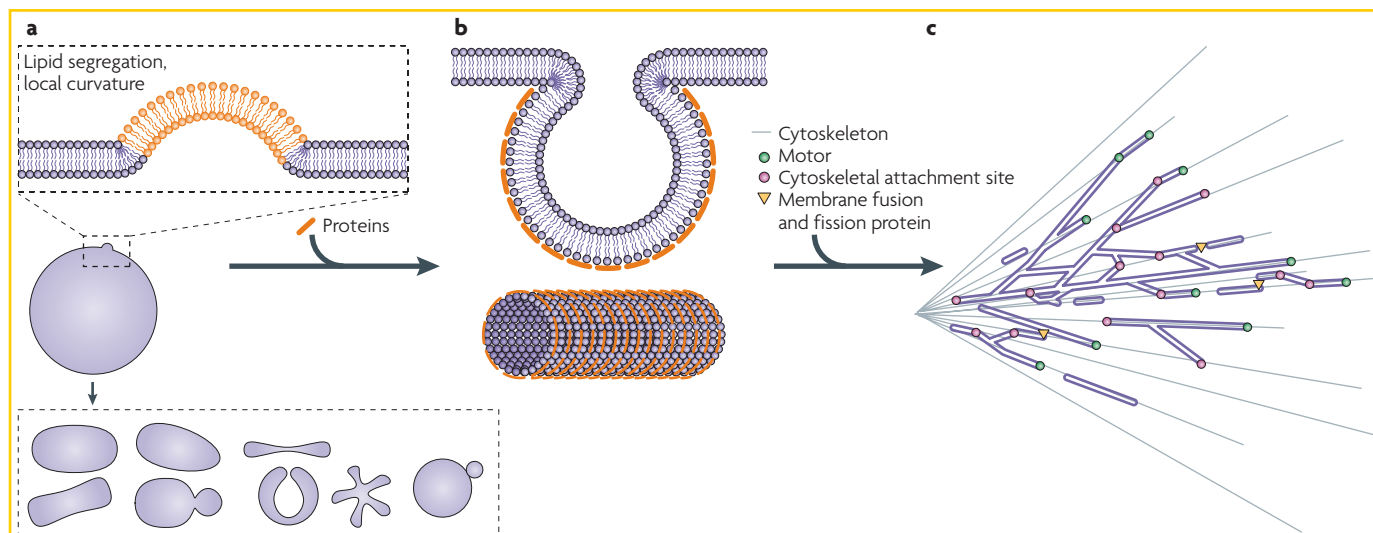 a
Lipid segregation,
local curvature
Proteins
b
Cytoskeleton
Motor
Cytoskeletal attachment site
Membrane fusion
and fission protein
c